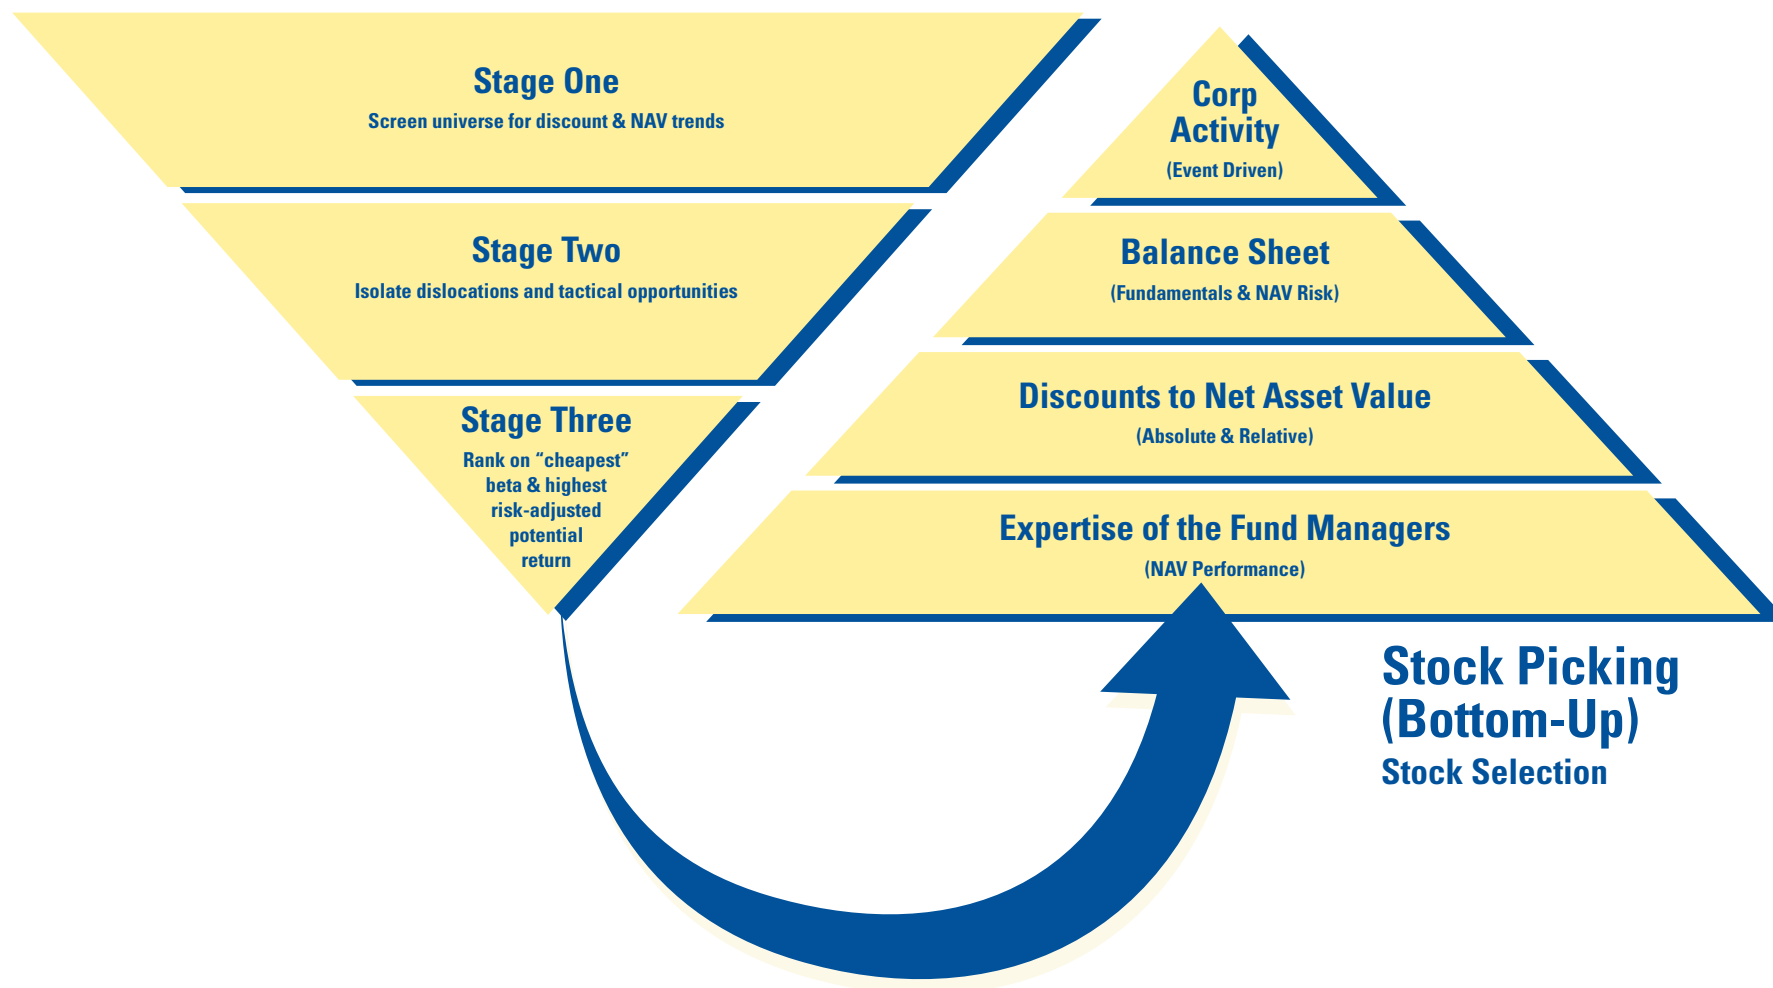 Stage One
Screen universe for discount & NAV trends
Stage Two
Isolate dislocations and tactical opportunities
Stage Three
Rank on “cheapest”
beta & highest
risk-adjusted
potential
return
Corp
Activity
(Event Driven)
Balance Sheet
(Fundamentals & NAV Risk)
Discounts to Net Asset Value
(Absolute & Relative)
Expertise of the Fund Managers
(NAV Performance)
Stock Picking
(Bottom-Up)
Stock Selection